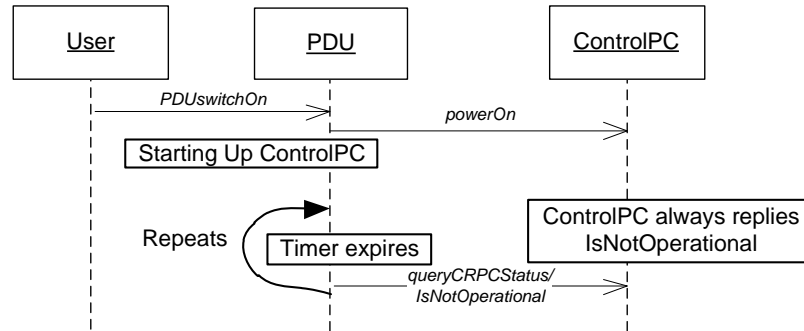 User
PDU
ControlPC
PDUswitchOn
powerOn
Starting Up ControlPC
ControlPC always replies
IsNotOperational
Repeats
Timer expires
queryCRPCStatus/
IsNotOperational